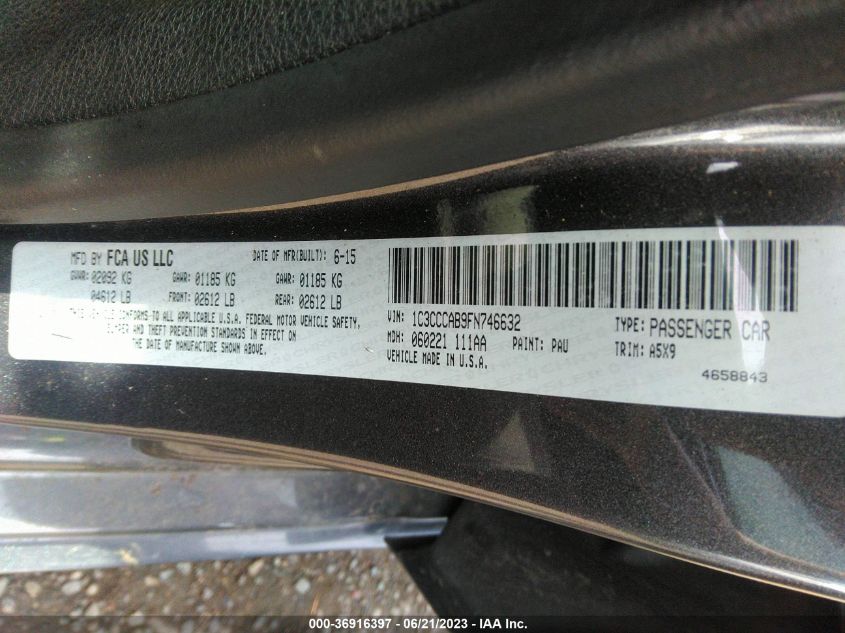 MFD BY FCA US LLC
DATE OF MFR(BUILT): 6-15
GVWR: 02092 KG GAWR: 01185 KG GAWR: 01185 KG
04612 LB FRONT: 02612 LB REAR: 02612 LB
THIS VEHICLE CONFORMS TO ALL APPLICABLE U.S.A. FEDERAL MOTOR VEHICLE SAFETY,
BUMPER AND THEFT PREVENTION STANDARDS IN EFFECT ON
THE DATE OF MANUFACTURE SHOWN ABOVE.
VIN: 1C3CCCAB9FN746632
TYPE: PASSENGER CAR
MDH: 060221 111AA PAINT: PAU
TRIM: A5X9
VEHICLE MADE IN U.S.A.
4658843
000-36916397 - 06/21/2023 - IAA Inc.